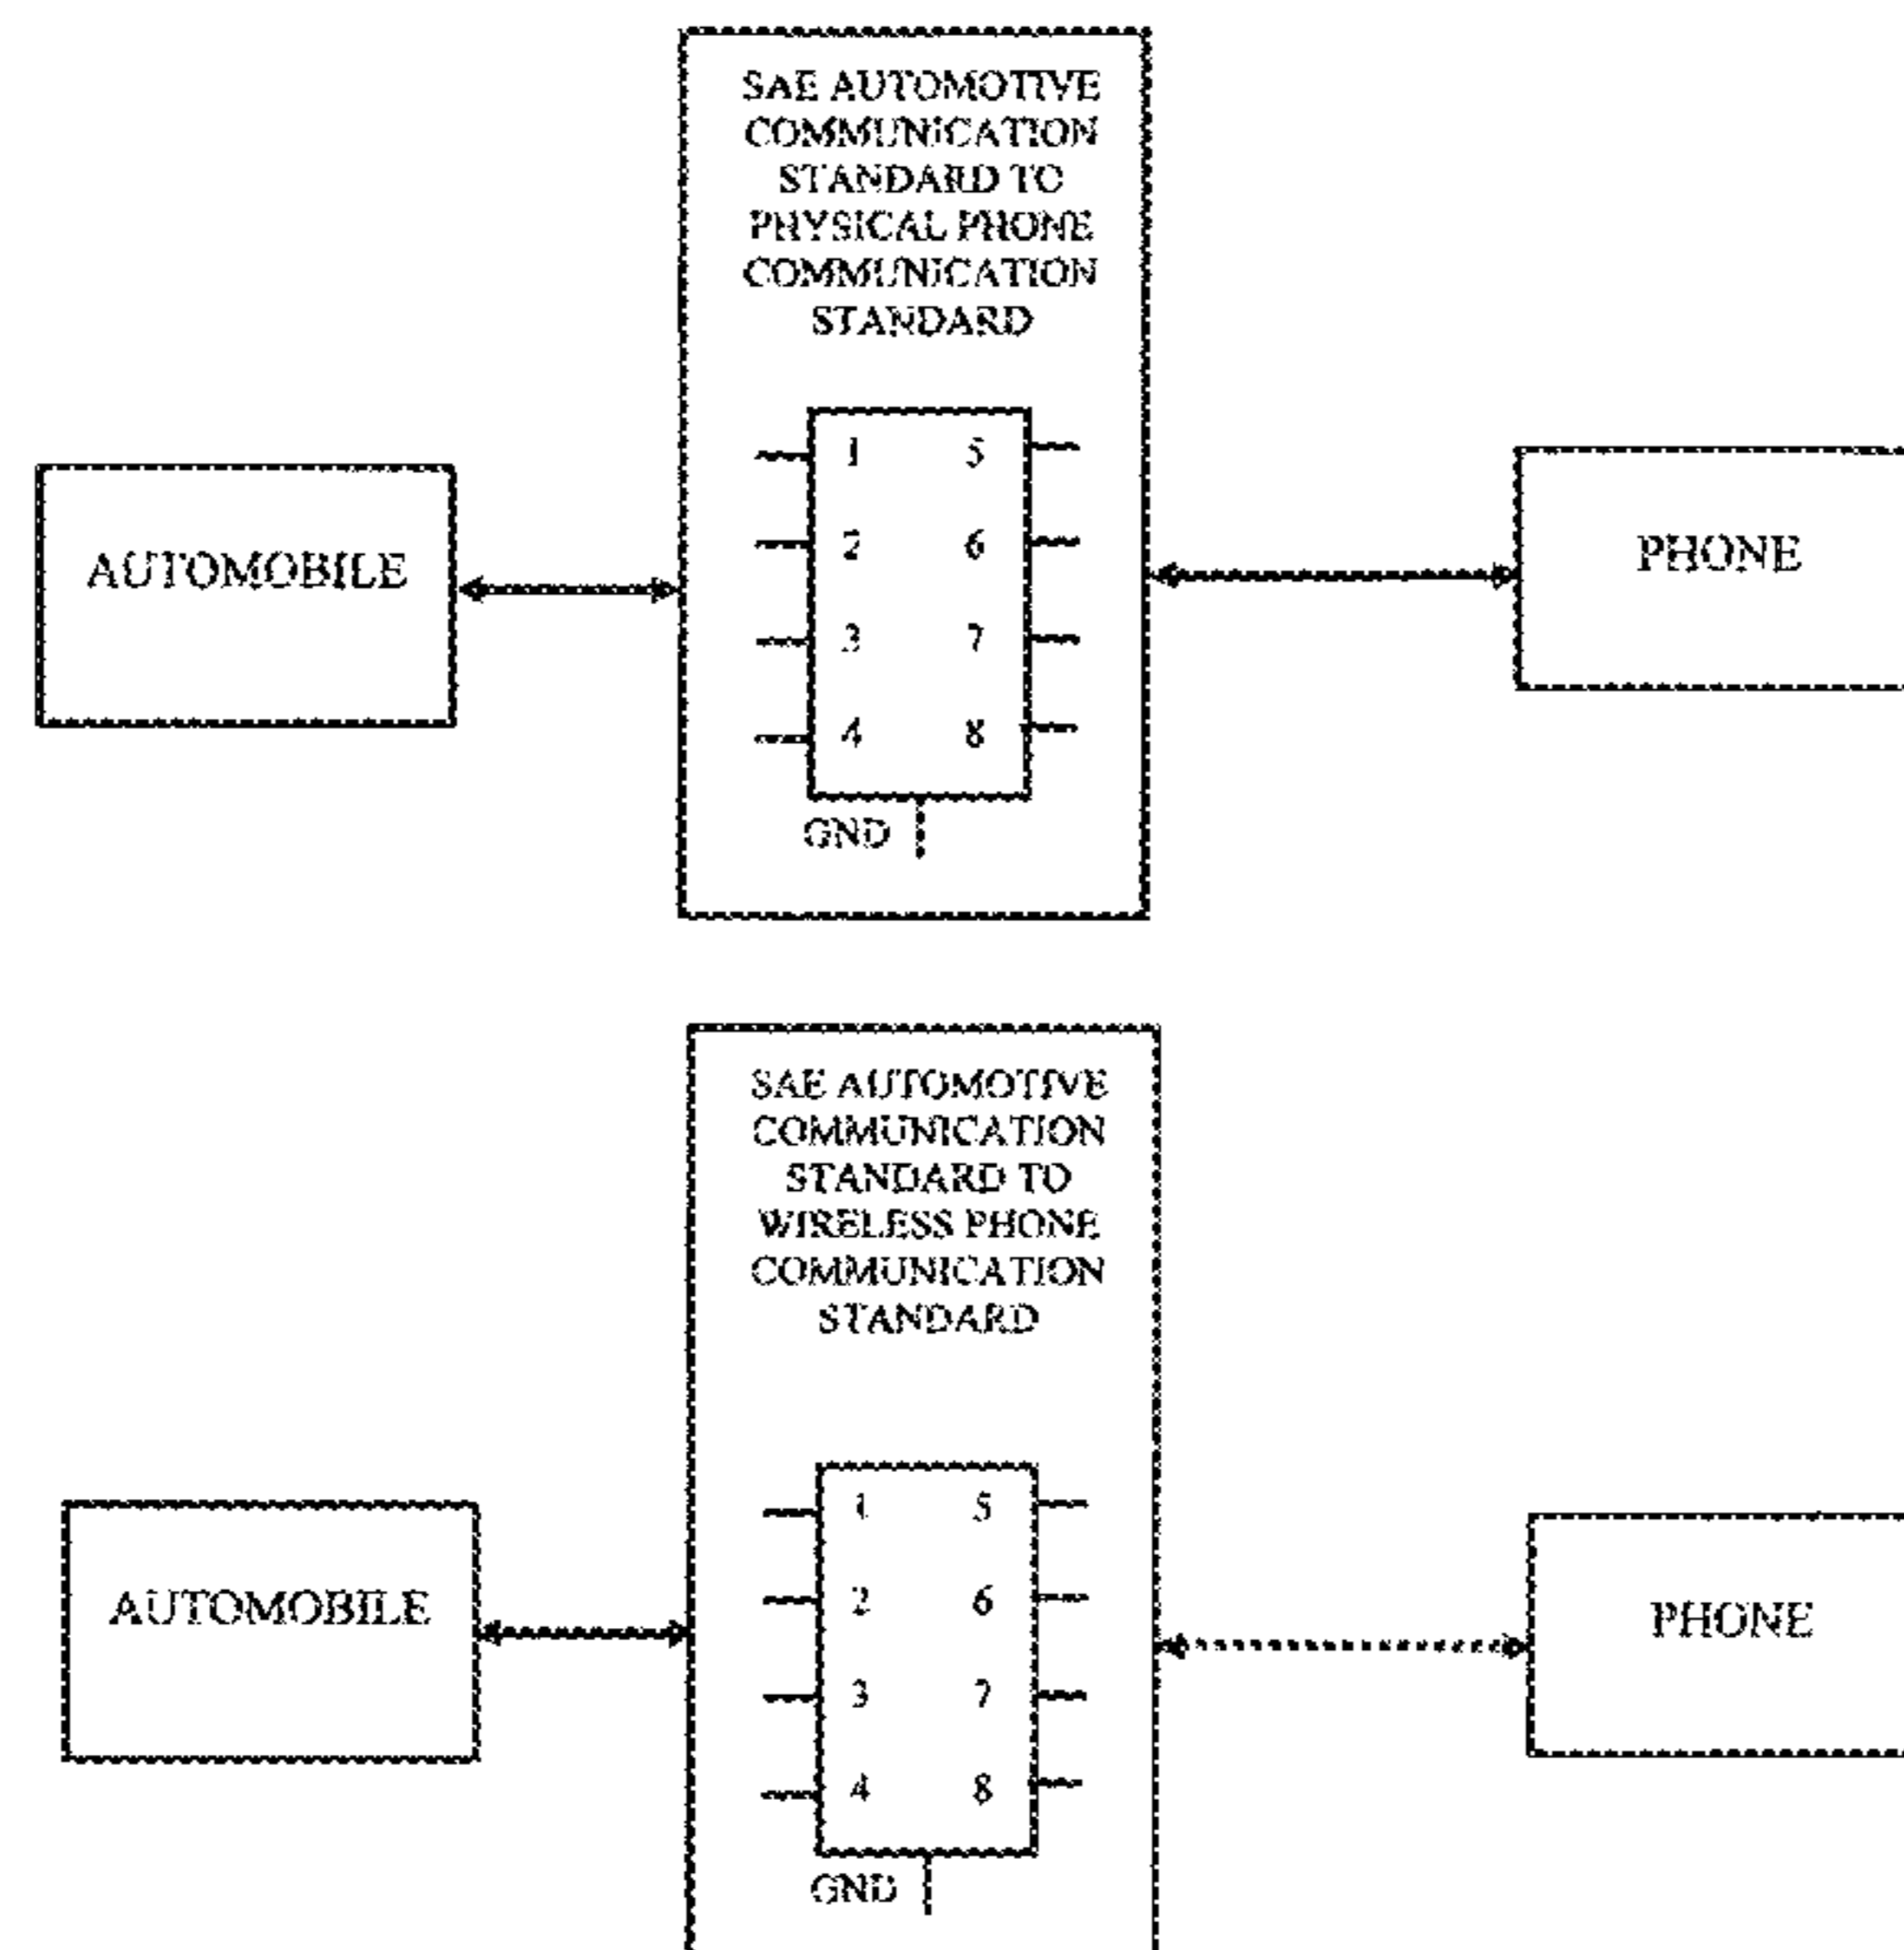 SAE AUTOMOTIVE
COMMUNICATION
STANDARD TO
PHYSICAL PHONE
COMMUNICATION
STANDARD
1 5
AUTOMOBILE
2 6
PHONE
3 7
4 8
GND
SAE AUTOMOTIVE
COMMUNICATION
STANDARD TO
WIRELESS PHONE
COMMUNICATION
STANDARD
1 5
AUTOMOBILE
2 6
PHONE
3 7
4 8
GND